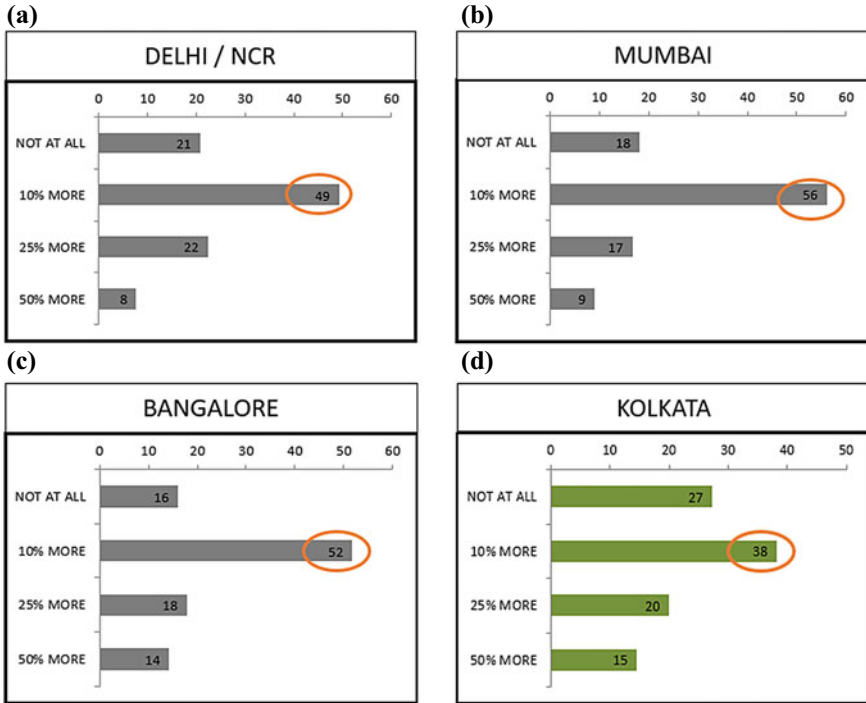 (a)
DELHI / NCR
0 10 20 30 40 50 60
NOT AT ALL 21
10% MORE 49
25% MORE 22
50% MORE 8
(b)
MUMBAI
0 10 20 30 40 50 60
NOT AT ALL 18
10% MORE 56
25% MORE 17
50% MORE 9
(c)
BANGALORE
0 10 20 30 40 50 60
NOT AT ALL 16
10% MORE 52
25% MORE 18
50% MORE 14
(d)
KOLKATA
0 10 20 30 40 50
NOT AT ALL 27
10% MORE 38
25% MORE 20
50% MORE 15